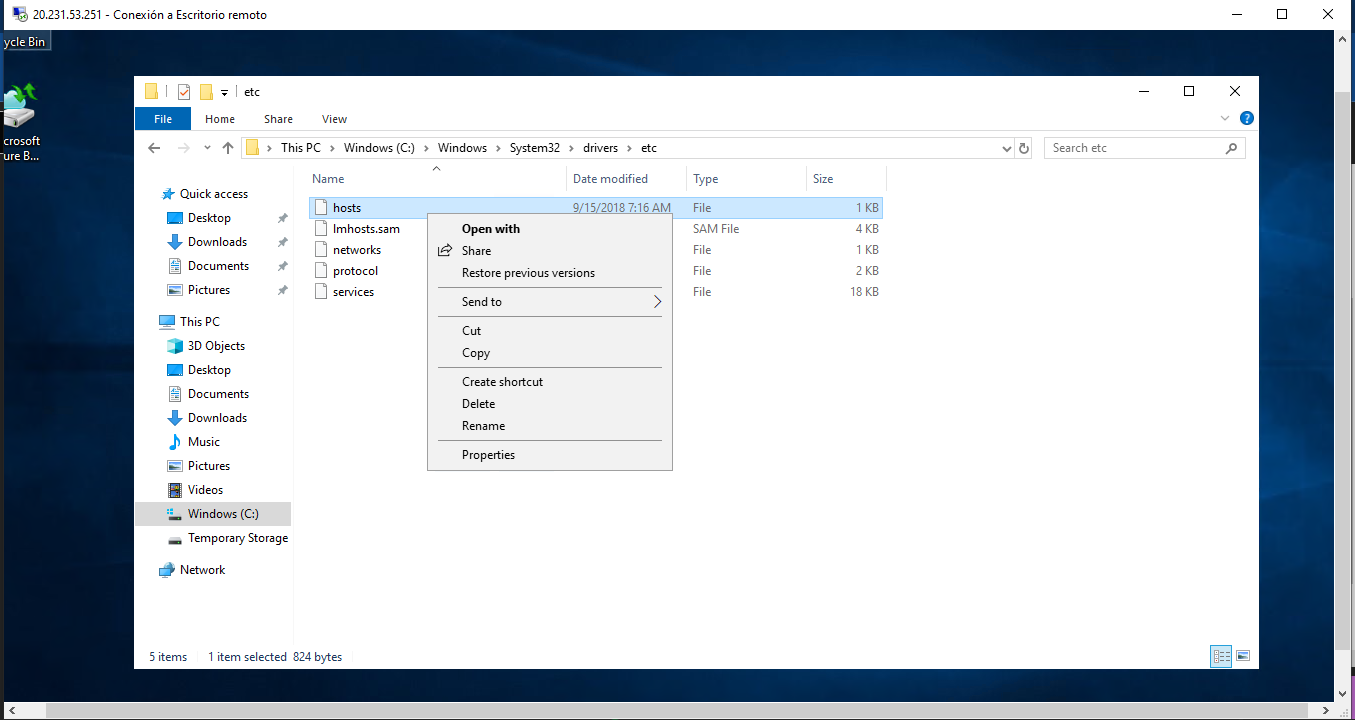 20.231.53.251 - Conexión a Escritorio remoto
ycle Bin
crosoft
ure B...
etc
File Home Share View
This PC > Windows (C:) > Windows > System32 > drivers > etc
Search etc
Name Date modified Type Size
hosts 9/15/2018 7:16 AM File 1 KB
lmhosts.sam SAM File 4 KB
networks File 1 KB
protocol File 2 KB
services File 18 KB
Open with
Share
Restore previous versions
Send to
Cut
Copy
Create shortcut
Delete
Rename
Properties
Quick access
Desktop
Downloads
Documents
Pictures
This PC
3D Objects
Desktop
Documents
Downloads
Music
Pictures
Videos
Windows (C:)
Temporary Storage
Network
5 items 1 item selected 824 bytes